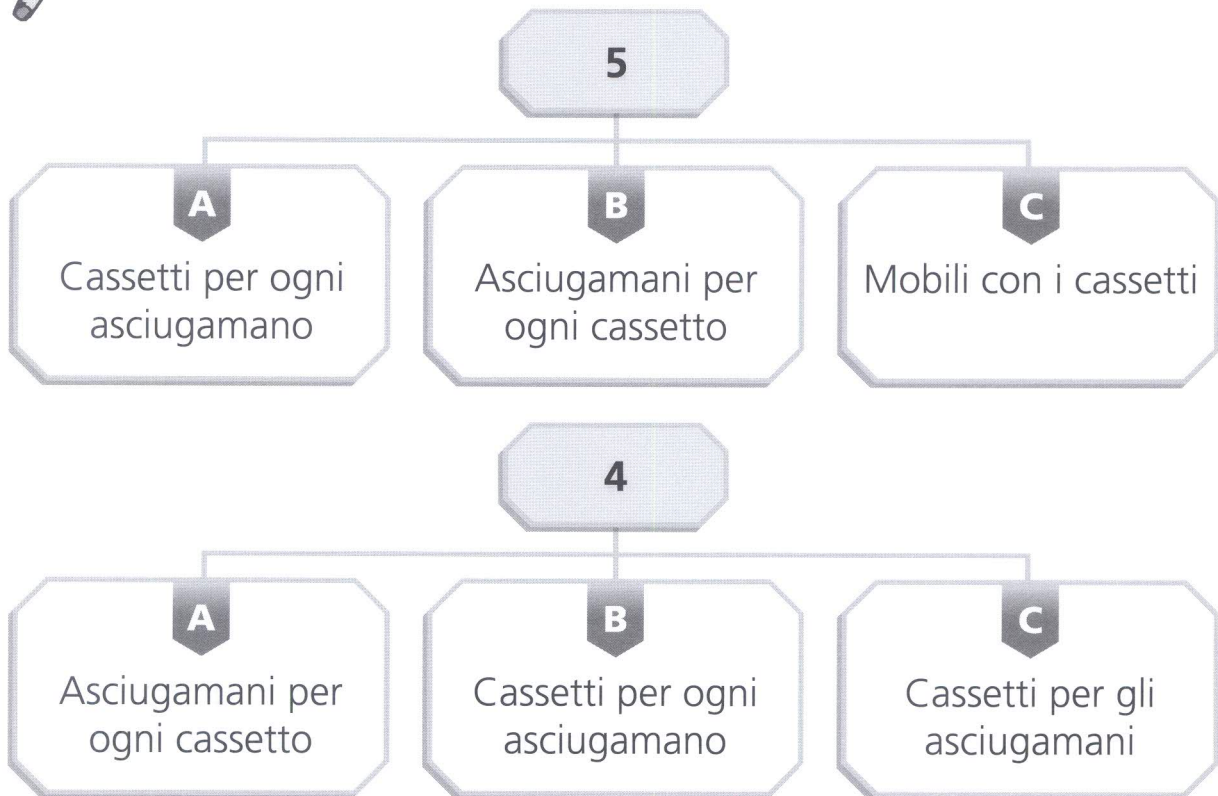 5
A
B
C
Cassetti per ogni
asciugamano
Asciugamani per
ogni cassetto
Mobili con i cassetti
4
A
B
C
Asciugamani per
ogni cassetto
Cassetti per ogni
asciugamano
Cassetti per gli
asciugamani